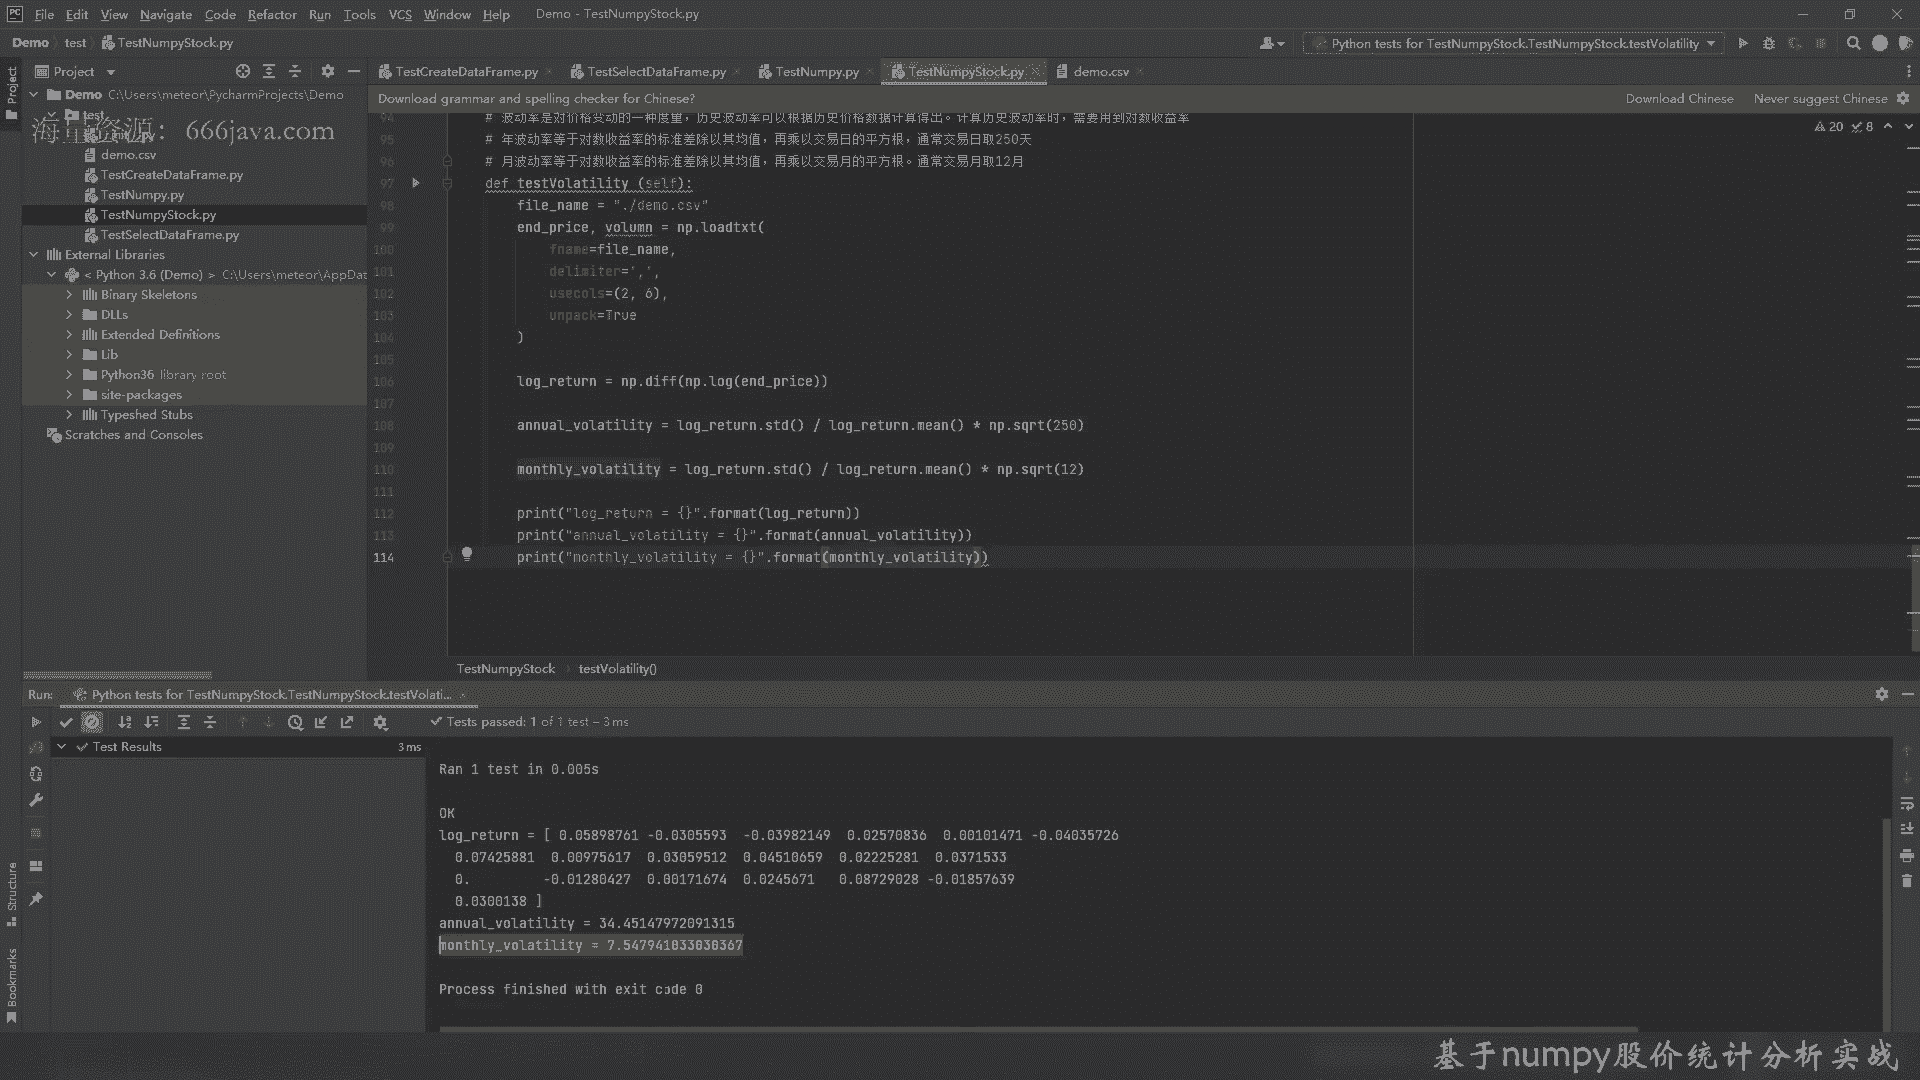 File Edit View Navigate Code Refactor Run Tools VCS Window Help Demo - TestNumpyStock.py
Demo test TestNumpyStock.py Python tests for TestNumpyStock.TestNumpyStock.testVolatility
Project TestCreateDataFrame.py TestSelectDataFrame.py TestNumpy.py TestNumpyStock.py demo.csv
Demo C:\Users\meteor\PycharmProjects\Demo
Download grammar and spelling checker for Chinese? Download Chinese Never suggest Chinese
test
海量资源：666java.com
demo.csv
TestCreateDataFrame.py
TestNumpy.py
TestNumpyStock.py
TestSelectDataFrame.py
External Libraries
< Python 3.6 (Demo) > C:\Users\meteor\AppDat
Binary Skeletons
DLLs
Extended Definitions
Lib
Python36 library root
site-packages
Typeshed Stubs
Scratches and Consoles
20 8
94 # 波动率是对价格变动的一种度量，历史波动率可以根据历史价格数据计算得出。计算历史波动率时，需要用到对数收益率
95 # 年波动率等于对数收益率的标准差除以其均值，再乘以交易日的平方根，通常交易日取250天
96 # 月波动率等于对数收益率的标准差除以其均值，再乘以交易月的平方根。通常交易月取12月
97 def testVolatility (self):
98 file_name = "./demo.csv"
99 end_price, volumn = np.loadtxt(
100 fname=file_name,
101 delimiter=',',
102 usecols=(2, 6),
103 unpack=True
104 )
105
106 log_return = np.diff(np.log(end_price))
107
108 annual_volatility = log_return.std() / log_return.mean() * np.sqrt(250)
109
110 monthly_volatility = log_return.std() / log_return.mean() * np.sqrt(12)
111
112 print("log_return = {}".format(log_return))
113 print("annual_volatility = {}".format(annual_volatility))
114 print("monthly_volatility = {}".format(monthly_volatility))
TestNumpyStock testVolatility()
Run: Python tests for TestNumpyStock.TestNumpyStock.testVolati...
Tests passed: 1 of 1 test – 3 ms
Test Results 3 ms
Ran 1 test in 0.005s
OK
log_return = [ 0.05898761 -0.0305593 -0.03982149 0.02570836 0.00101471 -0.04035726
0.07425881 0.00975617 0.03059512 0.04510659 0.02225281 0.0371533
0. -0.01280427 0.00171674 0.0245671 0.08729028 -0.01857639
0.0300138 ]
annual_volatility = 34.45147972091315
monthly_volatility = 7.547941033030367
Process finished with exit code 0
Project
Structure
Bookmarks
基于numpy股价统计分析实战